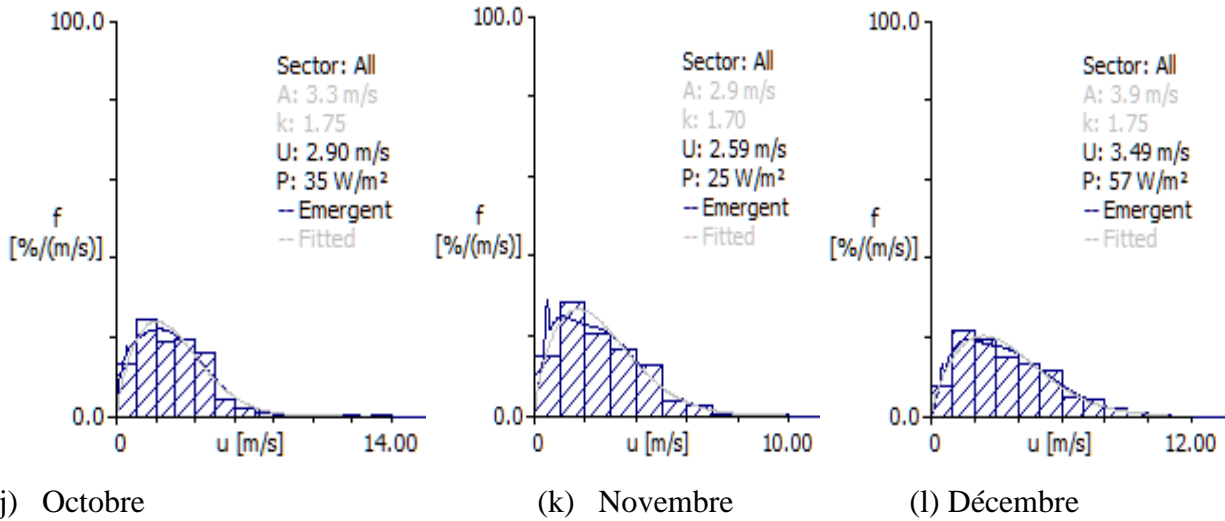 100.0
Sector: All
A: 3.3 m/s
k: 1.75
U: 2.90 m/s
P: 35 W/m²
-- Emergent
-- Fitted
f
[%/(m/s)]
0.0
0
u [m/s]
14.00
j) Octobre
100.0
Sector: All
A: 2.9 m/s
k: 1.70
U: 2.59 m/s
P: 25 W/m²
-- Emergent
-- Fitted
f
[%/(m/s)]
0.0
0
u [m/s]
10.00
(k) Novembre
100.0
Sector: All
A: 3.9 m/s
k: 1.75
U: 3.49 m/s
P: 57 W/m²
-- Emergent
-- Fitted
f
[%/(m/s)]
0.0
0
u [m/s]
12.00
(l) Décembre